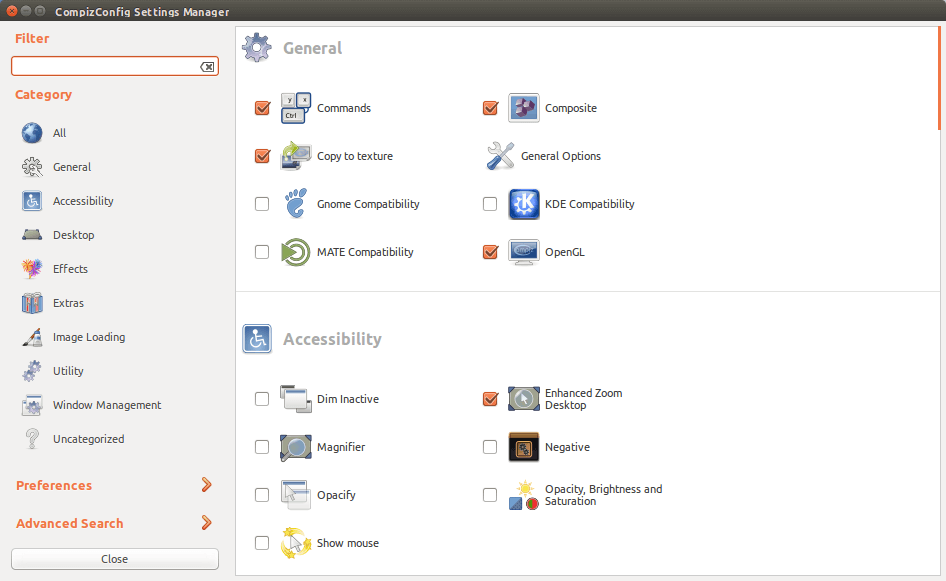 CompizConfig Settings Manager
Filter
Category
All
General
Accessibility
Desktop
Effects
Extras
Image Loading
Utility
Window Management
Uncategorized
Preferences
Advanced Search
Close
General
Commands
Composite
Copy to texture
General Options
Gnome Compatibility
KDE Compatibility
MATE Compatibility
OpenGL
Accessibility
Dim Inactive
Enhanced Zoom
Desktop
Magnifier
Negative
Opacify
Opacity, Brightness and
Saturation
Show mouse